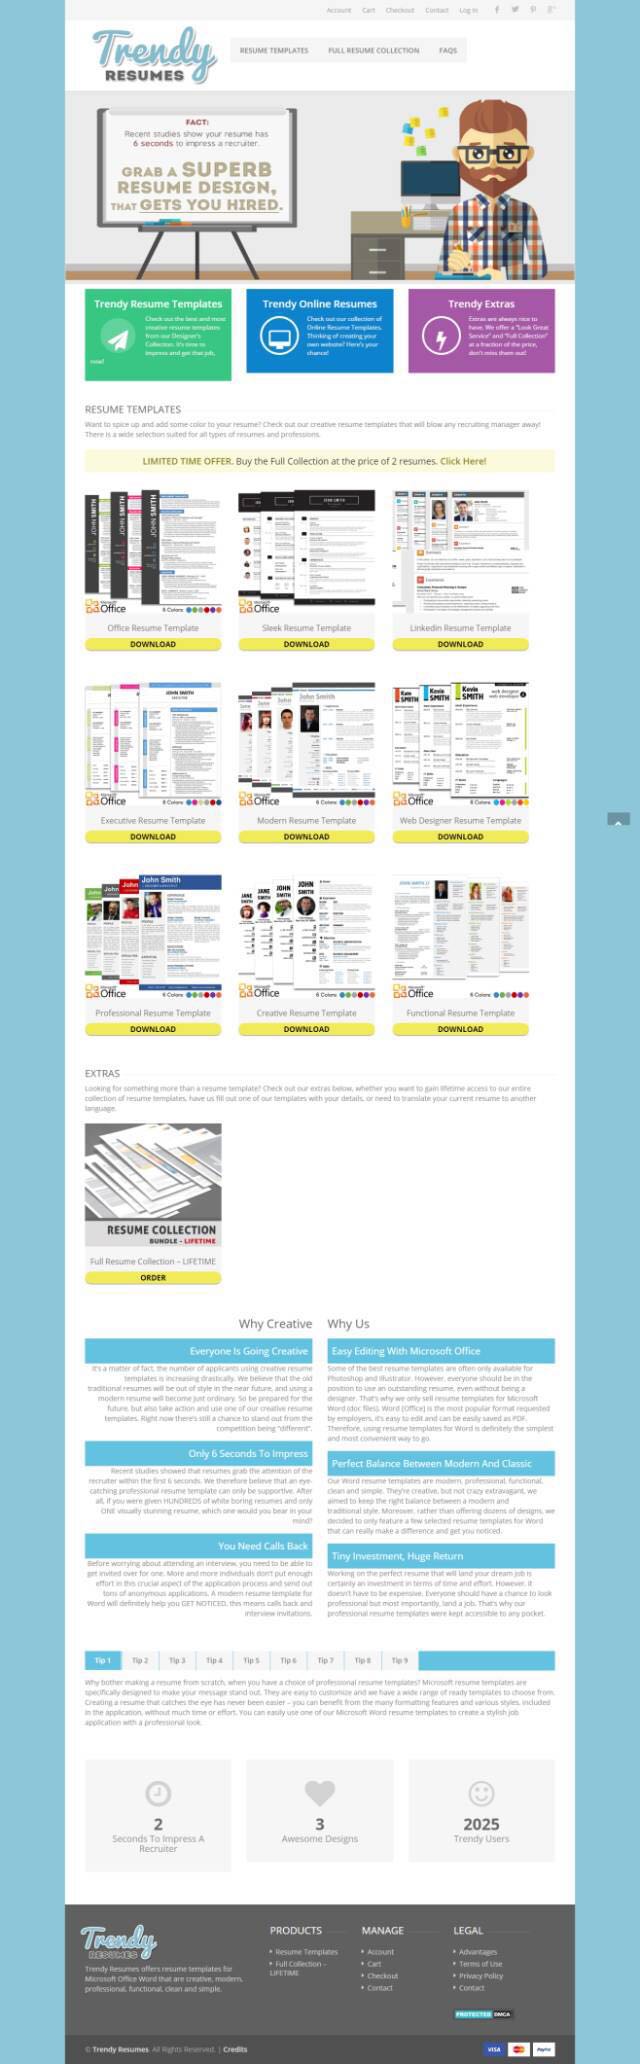 Account Cart Checkout Contact Log In
Trendy
RESUMES
RESUME TEMPLATES FULL RESUME COLLECTION FAQS
FACT:
Recent studies show your resume has
6 seconds to impress a recruiter.
GRAB A SUPERB
RESUME DESIGN,
THAT GETS YOU HIRED.
Trendy Resume Templates
Check out the best and most
creative resume templates
from our Designer's
Collection. It's time to
impress and get that job,
now!
Trendy Online Resumes
Check out our collection of
Online Resume Templates.
Thinking of creating your
own website? Here's your
chance!
Trendy Extras
Extras are always nice to
have. We offer a "Look Great
Service" and "Full Collection"
at a fraction of the price,
don't miss them out!
RESUME TEMPLATES
Want to spice up and add some color to your resume? Check out our creative resume templates that will blow any recruiting manager away!
There is a wide selection suited for all types of resumes and professions.
LIMITED TIME OFFER. Buy the Full Collection at the price of 2 resumes. Click Here!
Office Resume Template
DOWNLOAD
Sleek Resume Template
DOWNLOAD
Linkedin Resume Template
DOWNLOAD
Executive Resume Template
DOWNLOAD
Modern Resume Template
DOWNLOAD
Web Designer Resume Template
DOWNLOAD
Professional Resume Template
DOWNLOAD
Creative Resume Template
DOWNLOAD
Functional Resume Template
DOWNLOAD
EXTRAS
Looking for something more than a resume template? Check out our extras below, whether you want to gain lifetime access to our entire
collection of resume templates, have us fill out one of our templates with your details, or need to translate your current resume to another
language.
RESUME COLLECTION
BUNDLE - LIFETIME
Full Resume Collection – LIFETIME
ORDER
Why Creative
Everyone Is Going Creative
It's a matter of fact, the number of applicants using creative resume
templates is increasing drastically. We believe that the old
traditional resumes will be out of style in the near future, and using a
modern resume will become just ordinary. So be prepared for the
future, but also take action and use one of our creative resume
templates. Right now there's still a chance to stand out from the
competition being "different".
Only 6 Seconds To Impress
Recent studies showed that resumes grab the attention of the
recruiter within the first 6 seconds. We therefore believe that an eye-
catching professional resume template can only be supportive. After
all, if you were given HUNDREDS of white boring resumes and only
ONE visually stunning resume, which one would you bear in your
mind?
You Need Calls Back
Before worrying about attending an interview, you need to be able to
get invited over for one. More and more individuals don't put enough
effort in this crucial aspect of the application process and send out
tons of anonymous applications. A modern resume template for
Word will definitely help you GET NOTICED, this means calls back and
interview invitations.
Why Us
Easy Editing With Microsoft Office
Some of the best resume templates are often only available for
Photoshop and Illustrator. However, everyone should be in the
position to use an outstanding resume, even without being a
designer. That's why we only sell resume templates for Microsoft
Word (doc files). Word (Office) is the most popular format requested
by employers, it's easy to edit and can be easily saved as PDF.
Therefore, using resume templates for Word is definitely the simplest
and most convenient way to go.
Perfect Balance Between Modern And Classic
Our Word resume templates are modern, professional, functional,
clean and simple. They're creative, but not crazy extravagant, we
aimed to keep the right balance between a modern and
traditional style. Moreover, rather than offering dozens of designs, we
decided to only feature a few selected resume templates for Word
that can really make a difference and get you noticed.
Tiny Investment, Huge Return
Working on the perfect resume that will land your dream job is
certainly an investment in terms of time and effort. However, it
doesn't have to be expensive. Everyone should have a chance to look
professional but most importantly, land a job. That's why our
professional resume templates were kept accessible to any pocket.
Tip 1 Tip 2 Tip 3 Tip 4 Tip 5 Tip 6 Tip 7 Tip 8 Tip 9
Why bother making a resume from scratch, when you have a choice of professional resume templates? Microsoft resume templates are
specifically designed to make your message stand out. They are easy to customize and we have a wide range of ready templates to choose from.
Creating a resume that catches the eye has never been easier – you can benefit from the many formatting features and various styles, included
in the application, without much time or effort. You can easily use one of our Microsoft Word resume templates to create a stylish job
application with a professional look.
2
Seconds To Impress A
Recruiter
3
Awesome Designs
2025
Trendy Users
Trendy
RESUMES
Trendy Resumes offers resume templates for
Microsoft Office Word that are creative, modern,
professional, functional, clean and simple.
PRODUCTS
Resume Templates
Full Collection –
LIFETIME
MANAGE
Account
Cart
Checkout
Contact
LEGAL
Advantages
Terms of Use
Privacy Policy
Contact
PROTECTED DMCA
© Trendy Resumes. All Rights Reserved. | Credits
VISA PayPal